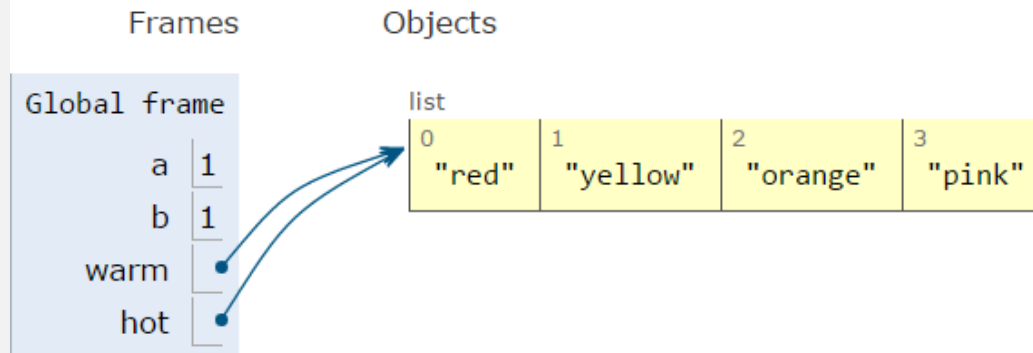 Frames Objects
Global frame
a 1
b 1
warm
hot
list
0 1 2 3
"red" "yellow" "orange" "pink"